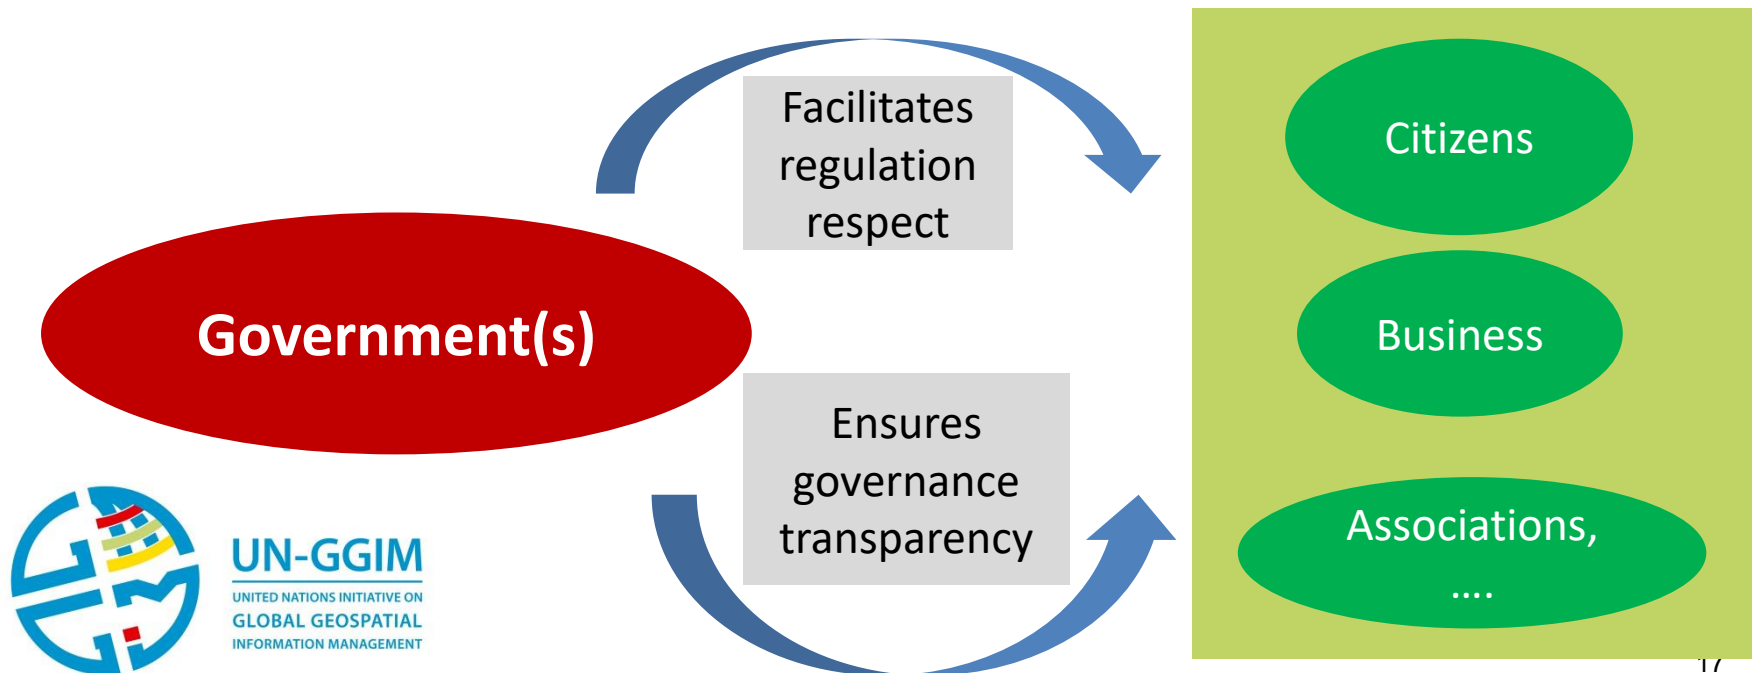 Facilitates
regulation
respect
Citizens
Government(s)
Business
Ensures
governance
transparency
Associations,
....
UN-GGIM
UNITED NATIONS INITIATIVE ON
GLOBAL GEOSPATIAL
INFORMATION MANAGEMENT
17